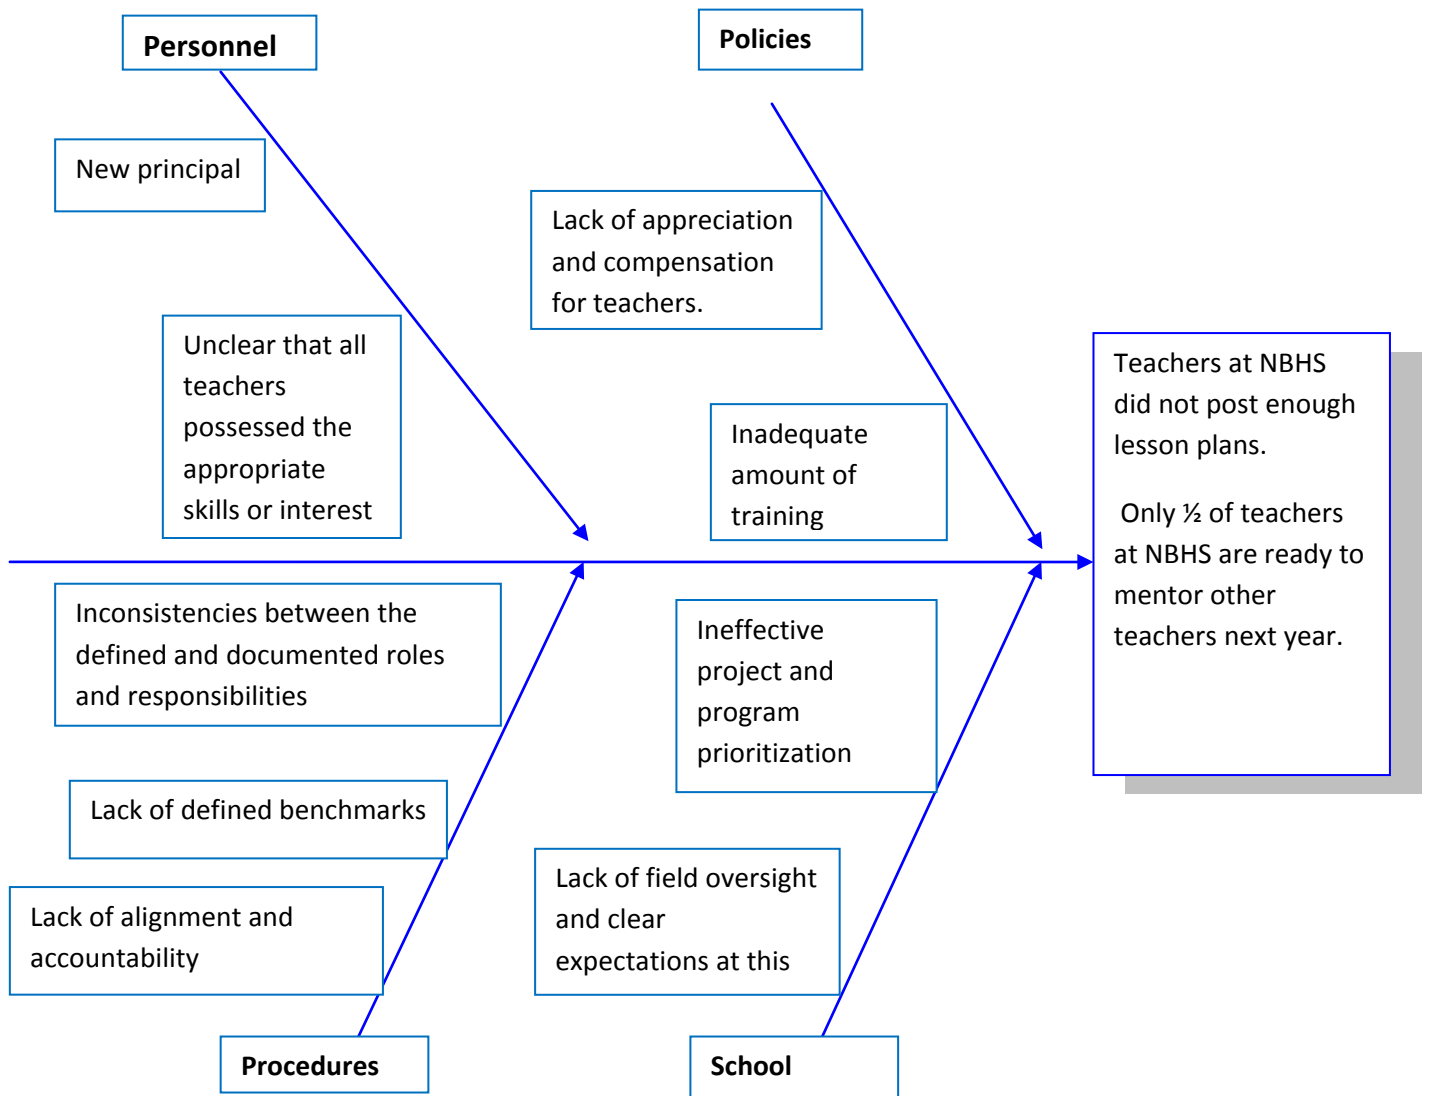 Personnel
Policies
New principal
Lack of appreciation
and compensation
for teachers.
Unclear that all
teachers
possessed the
appropriate
skills or interest
Inadequate
amount of
training
Teachers at NBHS
did not post enough
lesson plans.
Only ½ of teachers
at NBHS are ready to
mentor other
teachers next year.
Inconsistencies between the
defined and documented roles
and responsibilities
Ineffective
project and
program
prioritization
Lack of defined benchmarks
Lack of field oversight
and clear
expectations at this
Lack of alignment and
accountability
Procedures
School